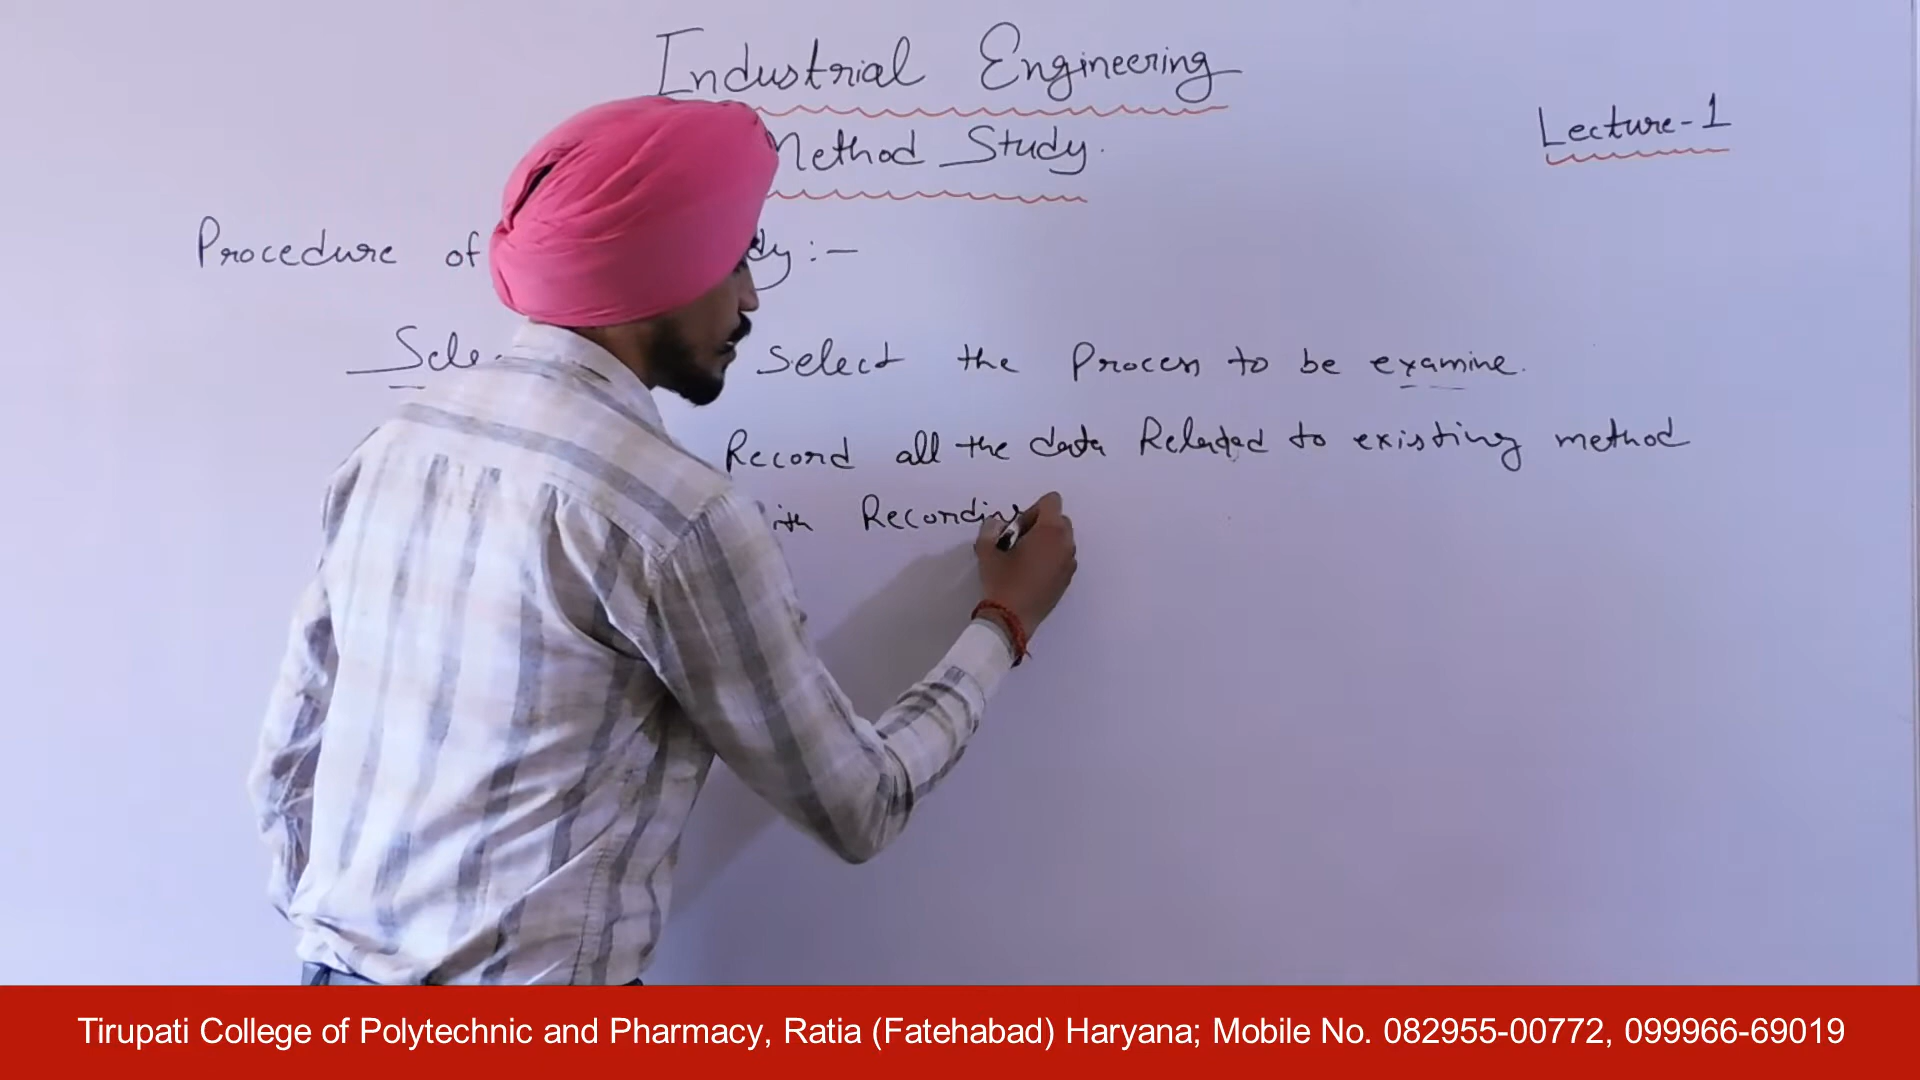 Industrial Engineering
Method Study.
Lecture-1
Procedure of :-
Select the Process to be examine.
Record all the data Related to existing method
Recording
Tirupati College of Polytechnic and Pharmacy, Ratia (Fatehabad) Haryana; Mobile No. 082955-00772, 099966-69019